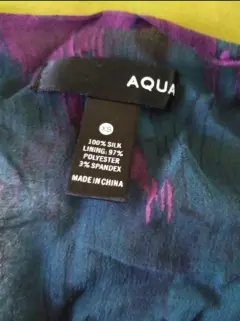 AQUA
XS
100% SILK
LINING: 97%
POLYESTER
3% SPANDEX
MADE IN CHINA